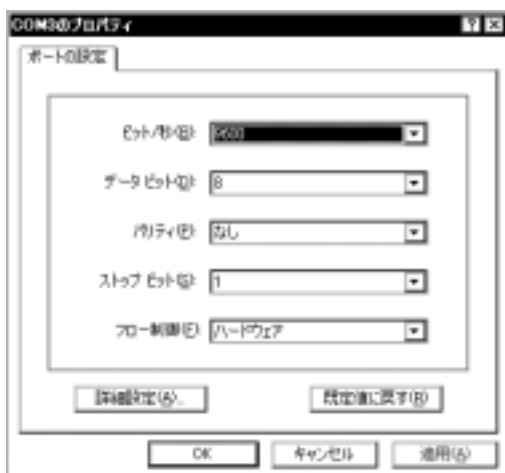 COM3のプロパティ
ポートの設定
ビット/秒(B): 9600
データ ビット(D): 8
パリティ(P): なし
ストップ ビット(S): 1
フロー制御(F) ハードウェア
詳細設定(A)...
既定値に戻す(R)
OK
キャンセル
適用(A)